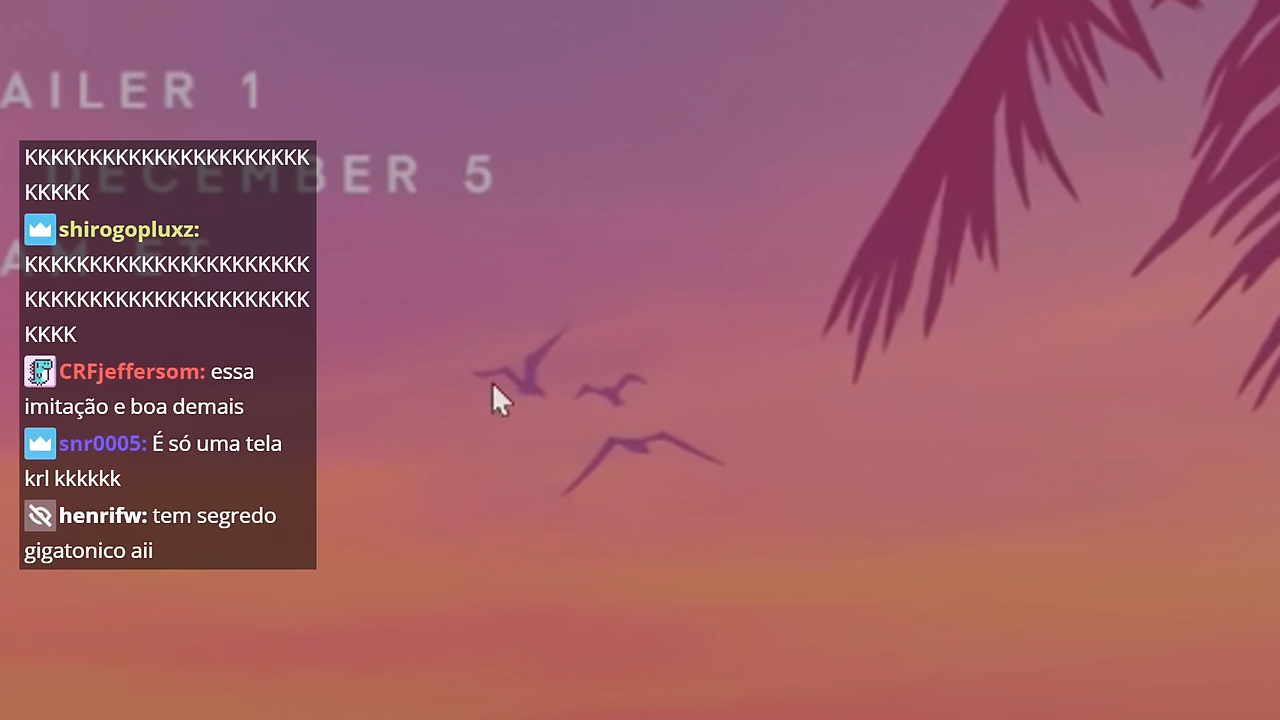 AILER 1
DECEMBER 5
KKKKKKKKKKKKKKKKKKKKKK
KKKKK
shirogopluxz:
KKKKKKKKKKKKKKKKKKKKKK
KKKKKKKKKKKKKKKKKKKKKK
KKKK
CRFjeffersom: essa
imitação e boa demais
snr0005: É só uma tela
krl kkkkkk
henrifw: tem segredo
gigatonico aii